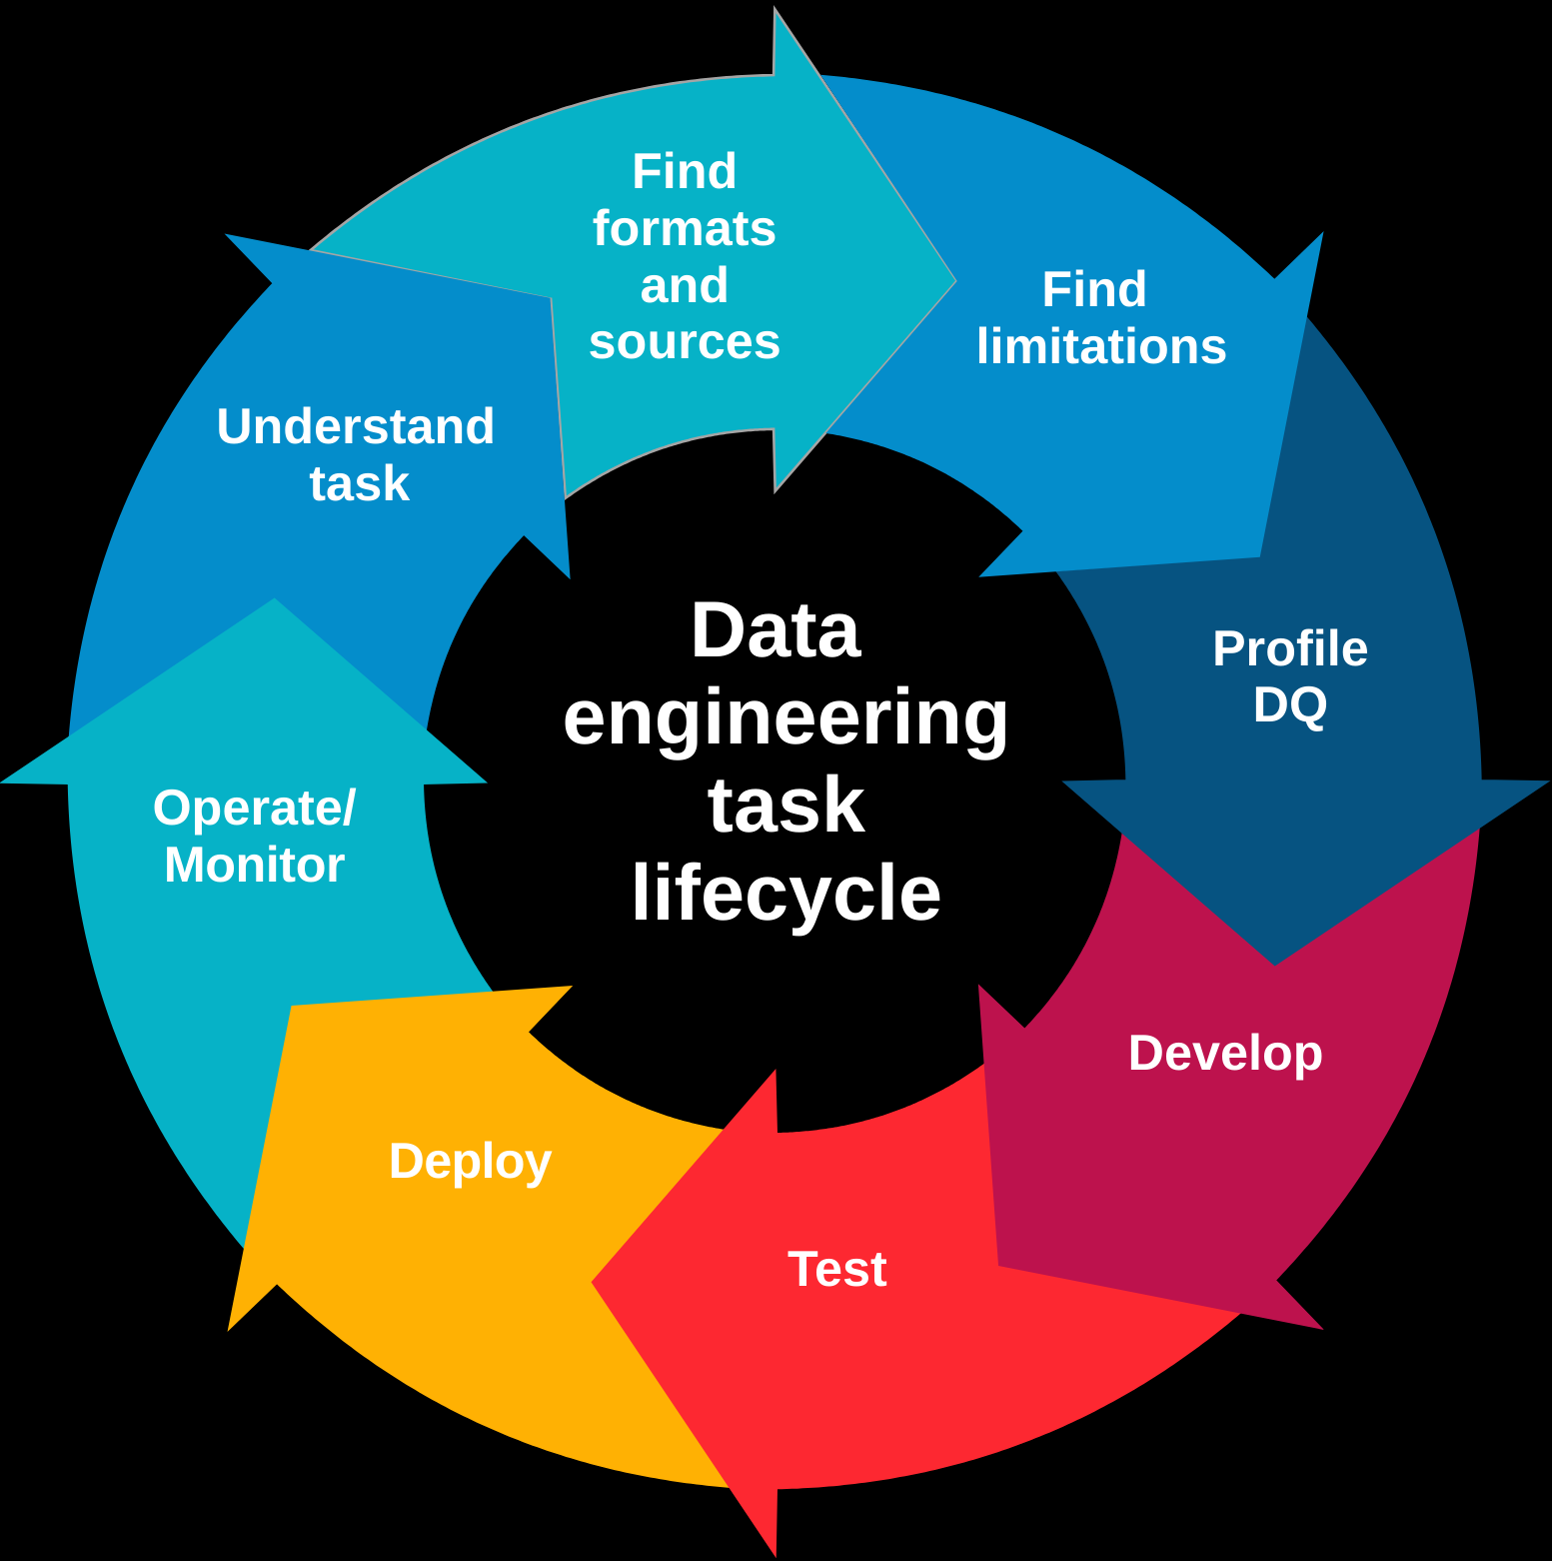 Find
formats
and
sources
Find
limitations
Understand
task
Data
engineering
task
lifecycle
Profile
DQ
Operate/
Monitor
Develop
Deploy
Test